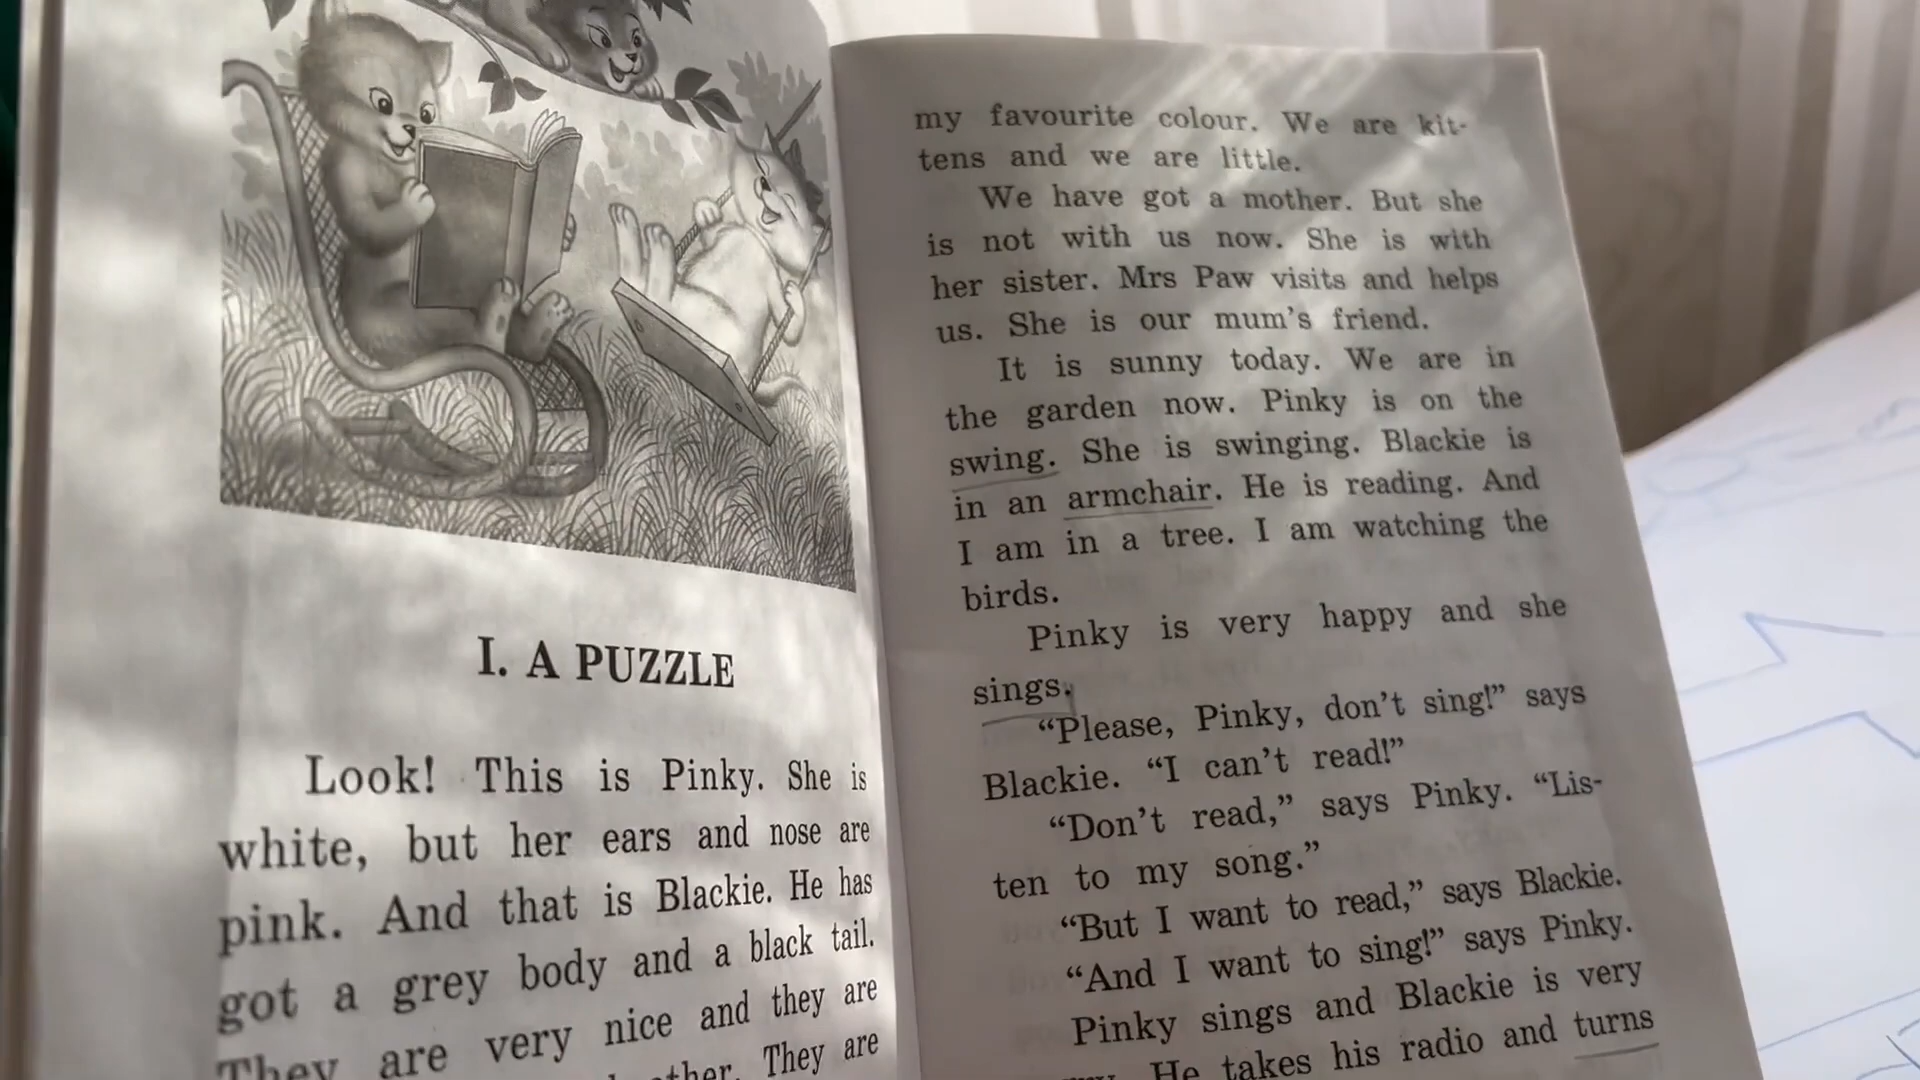 I. A PUZZLE
Look! This is Pinky. She is
white, but her ears and nose are
pink. And that is Blackie. He has
got a grey body and a black tail.
They are very nice and they are
They are
my favourite colour. We are kit-
tens and we are little.
We have got a mother. But she
is not with us now. She is with
her sister. Mrs Paw visits and helps
us. She is our mum's friend.
It is sunny today. We are in
the garden now. Pinky is on the
swing. She is swinging. Blackie is
in an armchair. He is reading. And
I am in a tree. I am watching the
birds.
Pinky is very happy and she
sings.
“Please, Pinky, don't sing!” says
Blackie. “I can't read!”
“Don't read,” says Pinky. “Lis-
ten to my song.”
“But I want to read,” says Blackie.
“And I want to sing!” says Pinky.
Pinky sings and Blackie is very
He takes his radio and turns